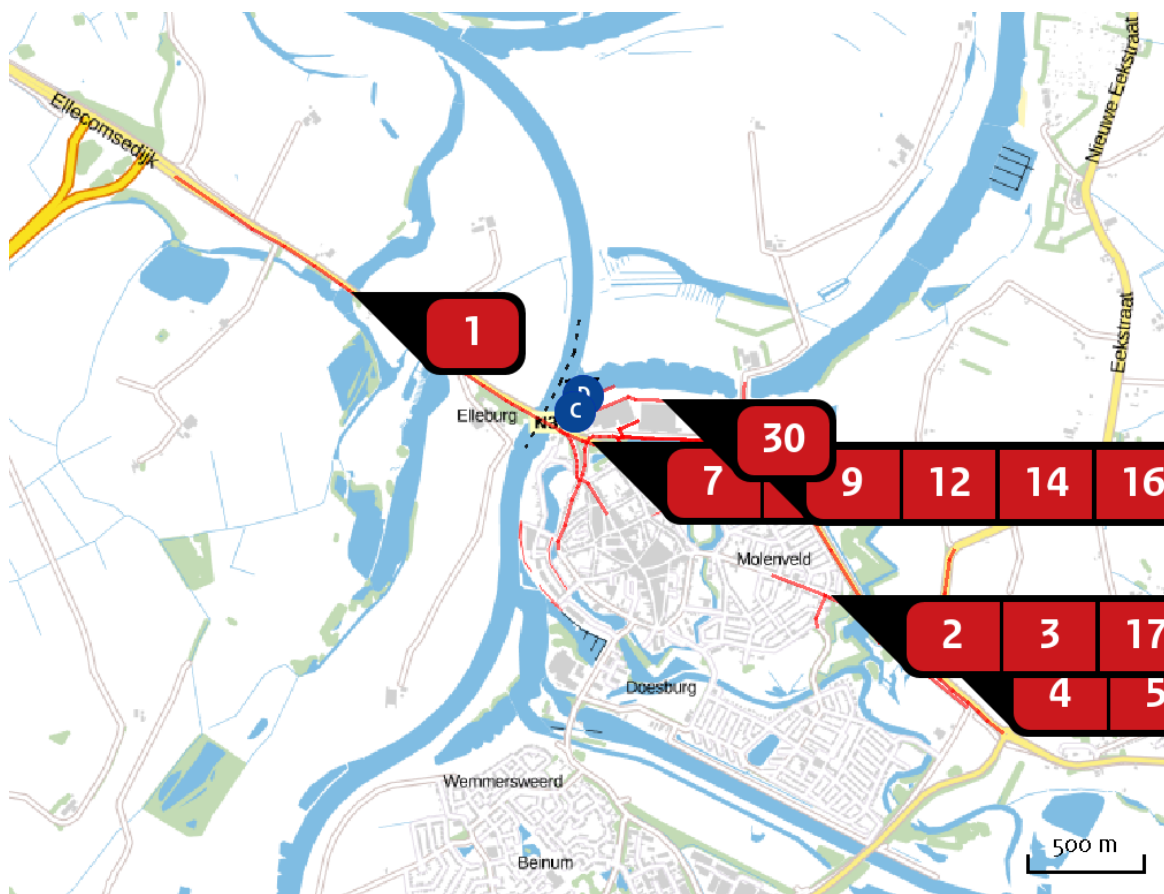 Ellecomsedijk
Nieuwe Eekstraat
Eekstraat
1
C
Elleburg
N3
30
7
9
12
14
16
Molenveld
2
3
17
Doesburg
4
5
Wemmersweerd
Beinum
500 m